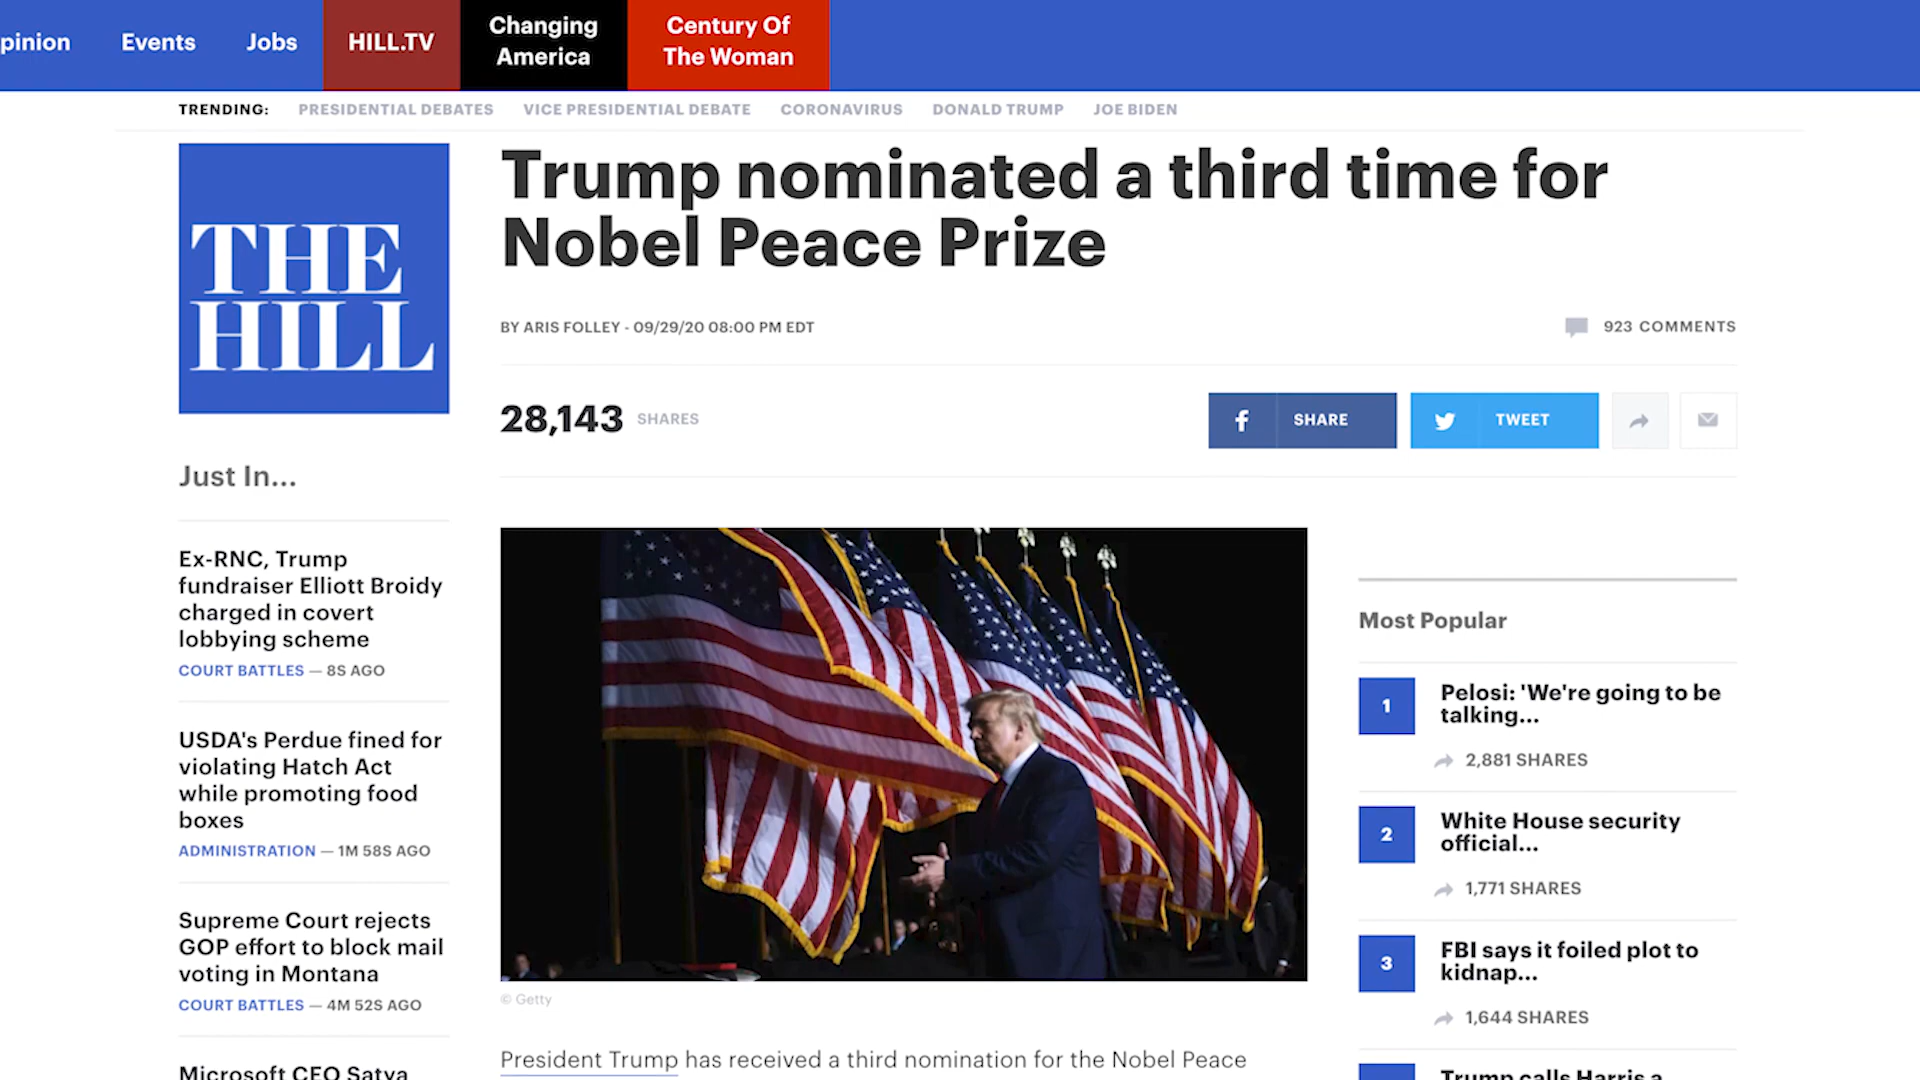 pinion
Events
Jobs
HILL.TV
Changing
America
Century Of
The Woman
TRENDING:
PRESIDENTIAL DEBATES
VICE PRESIDENTIAL DEBATE
CORONAVIRUS
DONALD TRUMP
JOE BIDEN
THE
HILL
Trump nominated a third time for
Nobel Peace Prize
BY ARIS FOLLEY - 09/29/20 08:00 PM EDT
923 COMMENTS
28,143 SHARES
SHARE
TWEET
Just In...
Ex-RNC, Trump
fundraiser Elliott Broidy
charged in covert
lobbying scheme
COURT BATTLES — 8S AGO
USDA's Perdue fined for
violating Hatch Act
while promoting food
boxes
ADMINISTRATION — 1M 58S AGO
Supreme Court rejects
GOP effort to block mail
voting in Montana
COURT BATTLES — 4M 52S AGO
Microsoft CEO Satya
© Getty
President Trump has received a third nomination for the Nobel Peace
Most Popular
1
Pelosi: 'We're going to be
talking...
2,881 SHARES
2
White House security
official...
1,771 SHARES
3
FBI says it foiled plot to
kidnap...
1,644 SHARES
Trump calls Harris a